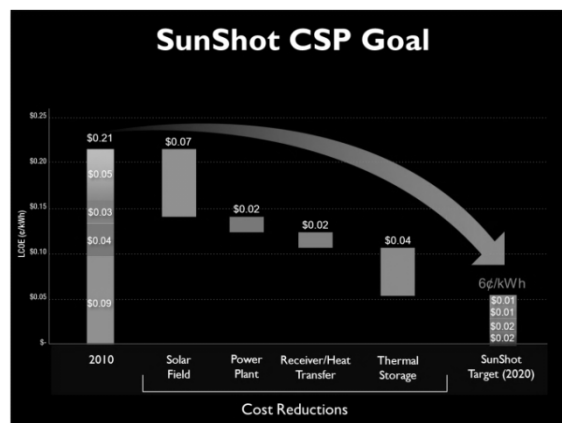 SunShot CSP Goal
LCOE (¢/kWh)
$0.25
$0.20
$0.15
$0.10
$0.05
$-
$0.21
$0.05
$0.03
$0.04
$0.09
$0.07
$0.02
$0.02
$0.04
6¢/kWh
$0.01
$0.01
$0.02
$0.02
2010
Solar
Field
Power
Plant
Receiver/Heat
Transfer
Thermal
Storage
SunShot
Target (2020)
Cost Reductions